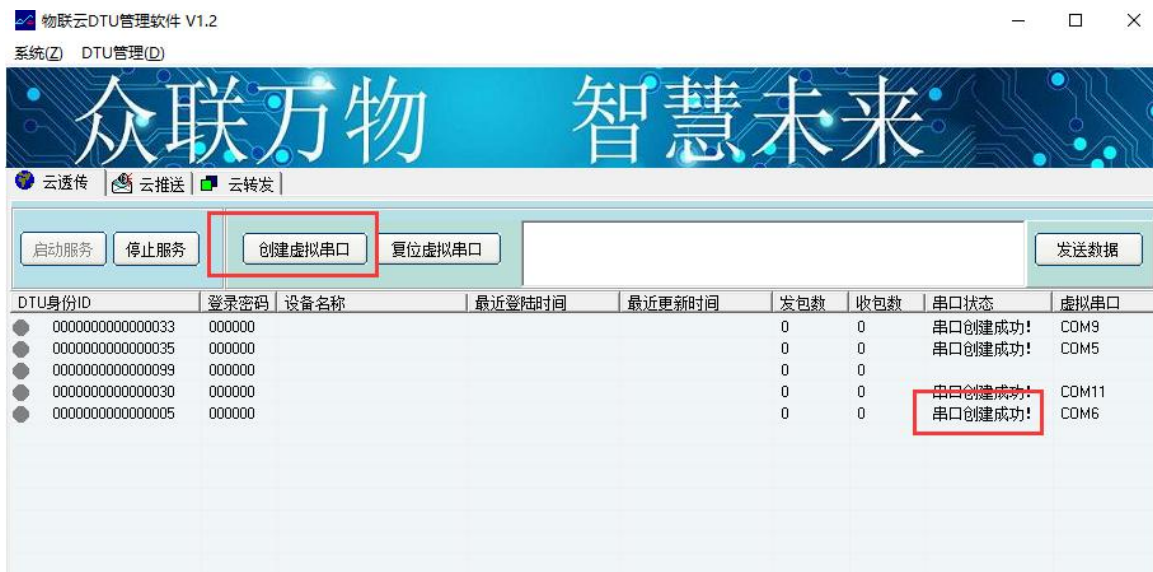 物联云DTU管理软件 V1.2
系统(Z) DTU管理(D)
众联万物 智慧未来
云透传 云推送 云转发
启动服务 停止服务 创建虚拟串口 复位虚拟串口 发送数据
DTU身份ID 登录密码 设备名称 最近登陆时间 最近更新时间 发包数 收包数 串口状态 虚拟串口
0000000000000033 000000 0 0 串口创建成功! COM9
0000000000000035 000000 0 0 串口创建成功! COM5
0000000000000099 000000 0 0
0000000000000030 000000 0 0 串口创建成功! COM11
0000000000000005 000000 0 0 串口创建成功! COM6